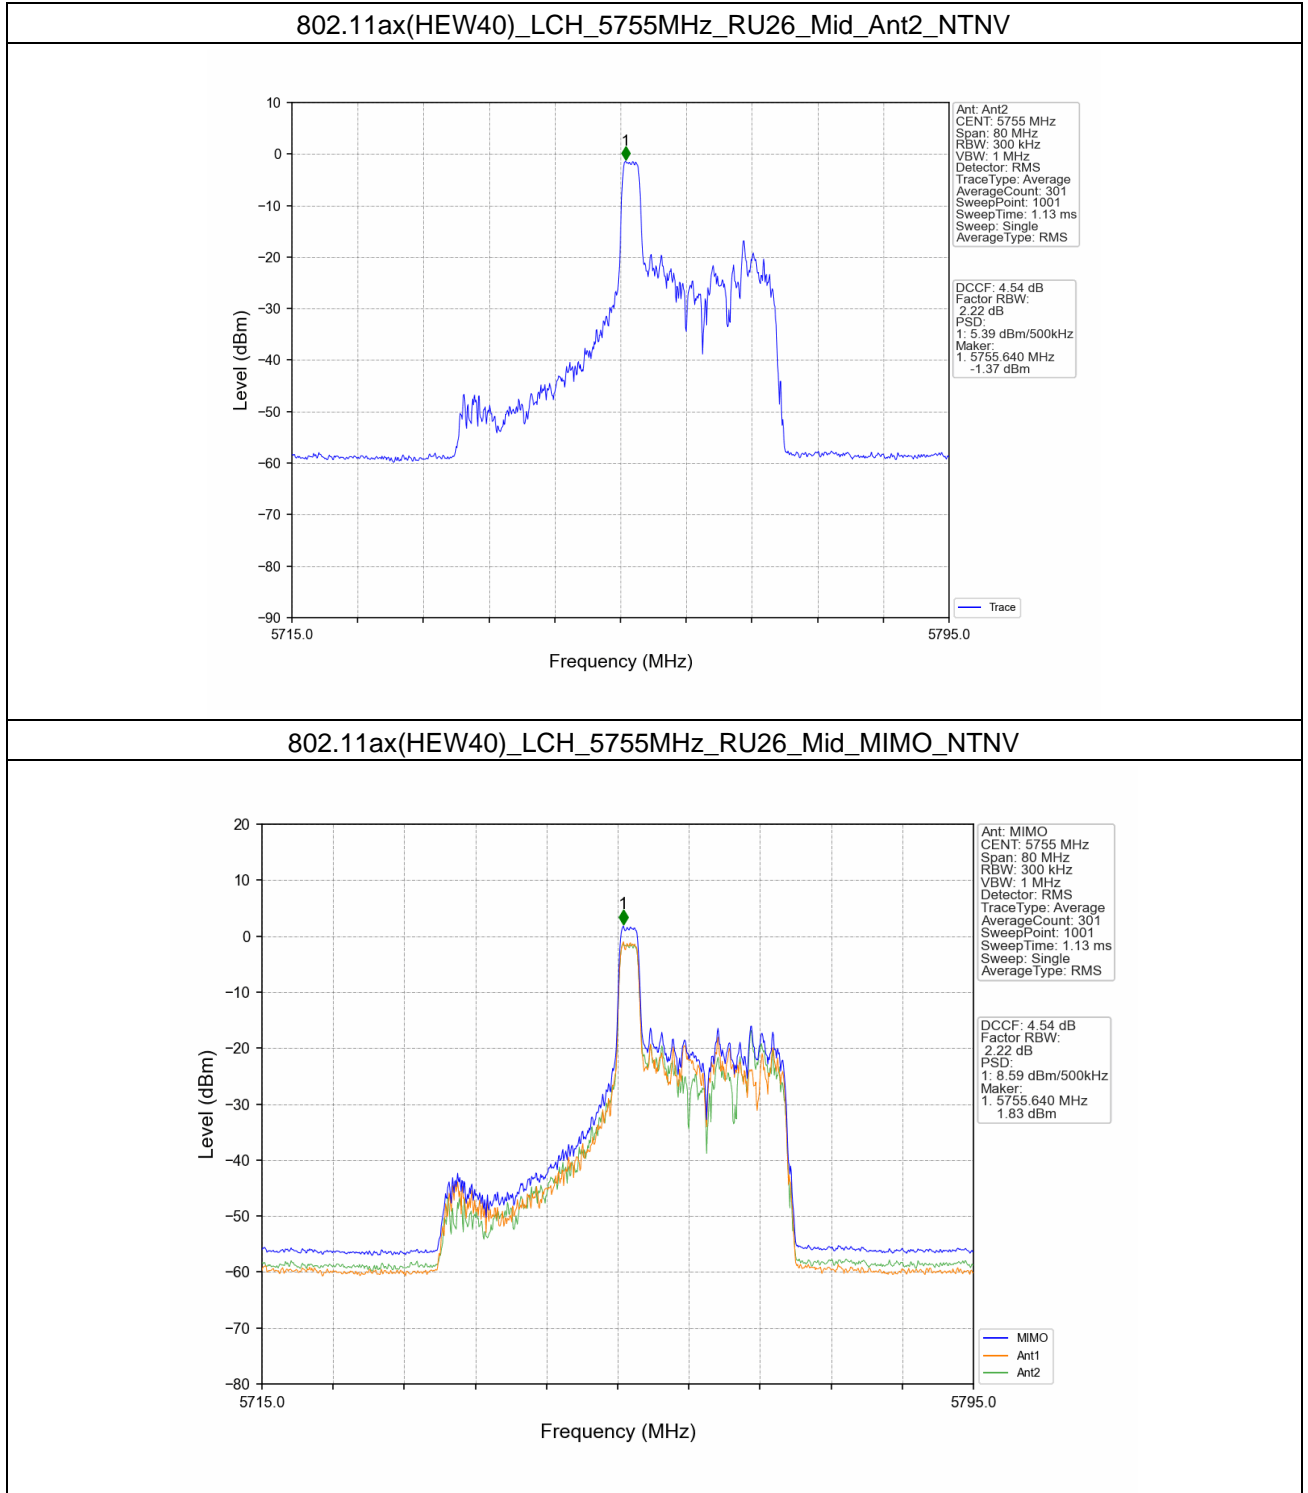 802.11ax(HEW40)_LCH_5755MHz_RU26_Mid_Ant2_NTNV
10
0
−10
−20
−30
−40
−50
−60
−70
−80
−90
Level (dBm)
1
5715.0
5795.0
Frequency (MHz)
Ant: Ant2
CENT: 5755 MHz
Span: 80 MHz
RBW: 300 kHz
VBW: 1 MHz
Detector: RMS
TraceType: Average
AverageCount: 301
SweepPoint: 1001
SweepTime: 1.13 ms
Sweep: Single
AverageType: RMS
DCCF: 4.54 dB
Factor RBW:
2.22 dB
PSD:
1: 5.39 dBm/500kHz
Maker:
1. 5755.640 MHz
-1.37 dBm
Trace
802.11ax(HEW40)_LCH_5755MHz_RU26_Mid_MIMO_NTNV
20
10
0
−10
−20
−30
−40
−50
−60
−70
−80
Level (dBm)
1
5715.0
5795.0
Frequency (MHz)
Ant: MIMO
CENT: 5755 MHz
Span: 80 MHz
RBW: 300 kHz
VBW: 1 MHz
Detector: RMS
TraceType: Average
AverageCount: 301
SweepPoint: 1001
SweepTime: 1.13 ms
Sweep: Single
AverageType: RMS
DCCF: 4.54 dB
Factor RBW:
2.22 dB
PSD:
1: 8.59 dBm/500kHz
Maker:
1. 5755.640 MHz
1.83 dBm
MIMO
Ant1
Ant2